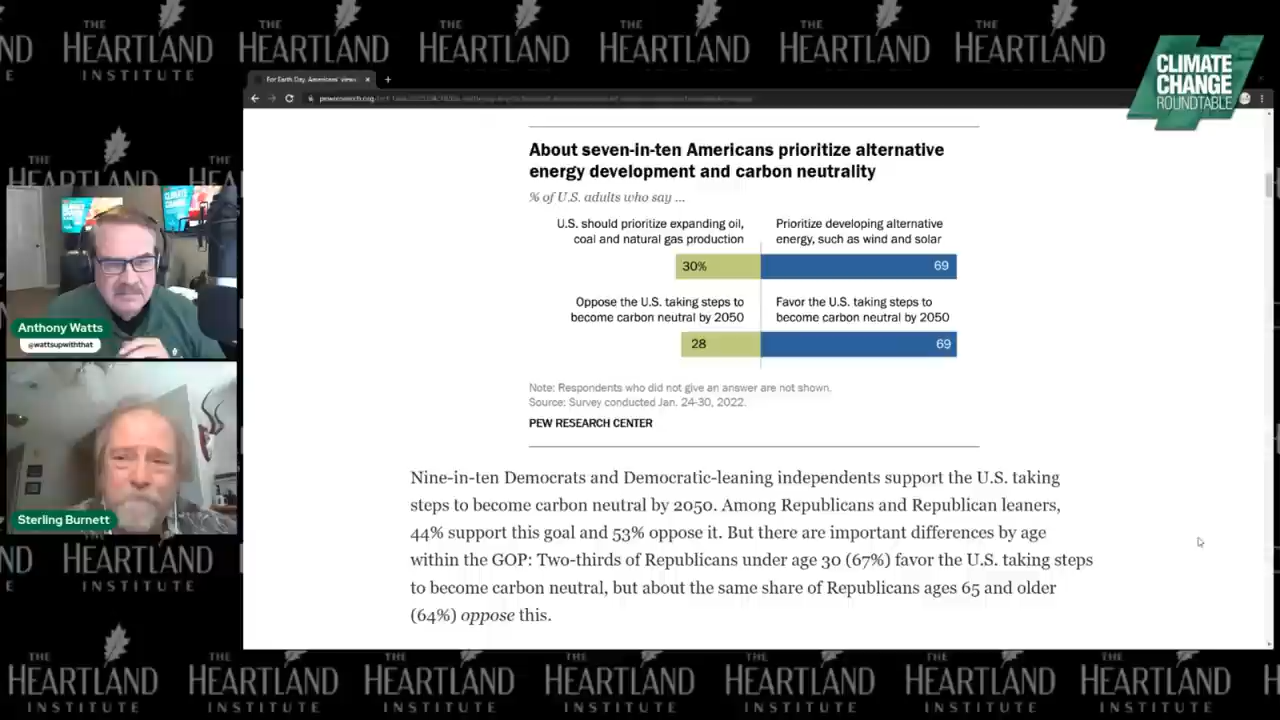 THE
HEARTLAND
INSTITUTE
CLIMATE
CHANGE
ROUNDTABLE
For Earth Day, Americans' views
About seven-in-ten Americans prioritize alternative
energy development and carbon neutrality
% of U.S. adults who say ...
U.S. should prioritize expanding oil,
coal and natural gas production
Prioritize developing alternative
energy, such as wind and solar
30%
69
Oppose the U.S. taking steps to
become carbon neutral by 2050
Favor the U.S. taking steps to
become carbon neutral by 2050
28
69
Note: Respondents who did not give an answer are not shown.
Source: Survey conducted Jan. 24-30, 2022.
PEW RESEARCH CENTER
Nine-in-ten Democrats and Democratic-leaning independents support the U.S. taking
steps to become carbon neutral by 2050. Among Republicans and Republican leaners,
44% support this goal and 53% oppose it. But there are important differences by age
within the GOP: Two-thirds of Republicans under age 30 (67%) favor the U.S. taking steps
to become carbon neutral, but about the same share of Republicans ages 65 and older
(64%) oppose this.
Anthony Watts
@wattsupwiththat
Sterling Burnett
THE
HEARTLAND
INSTITUTE